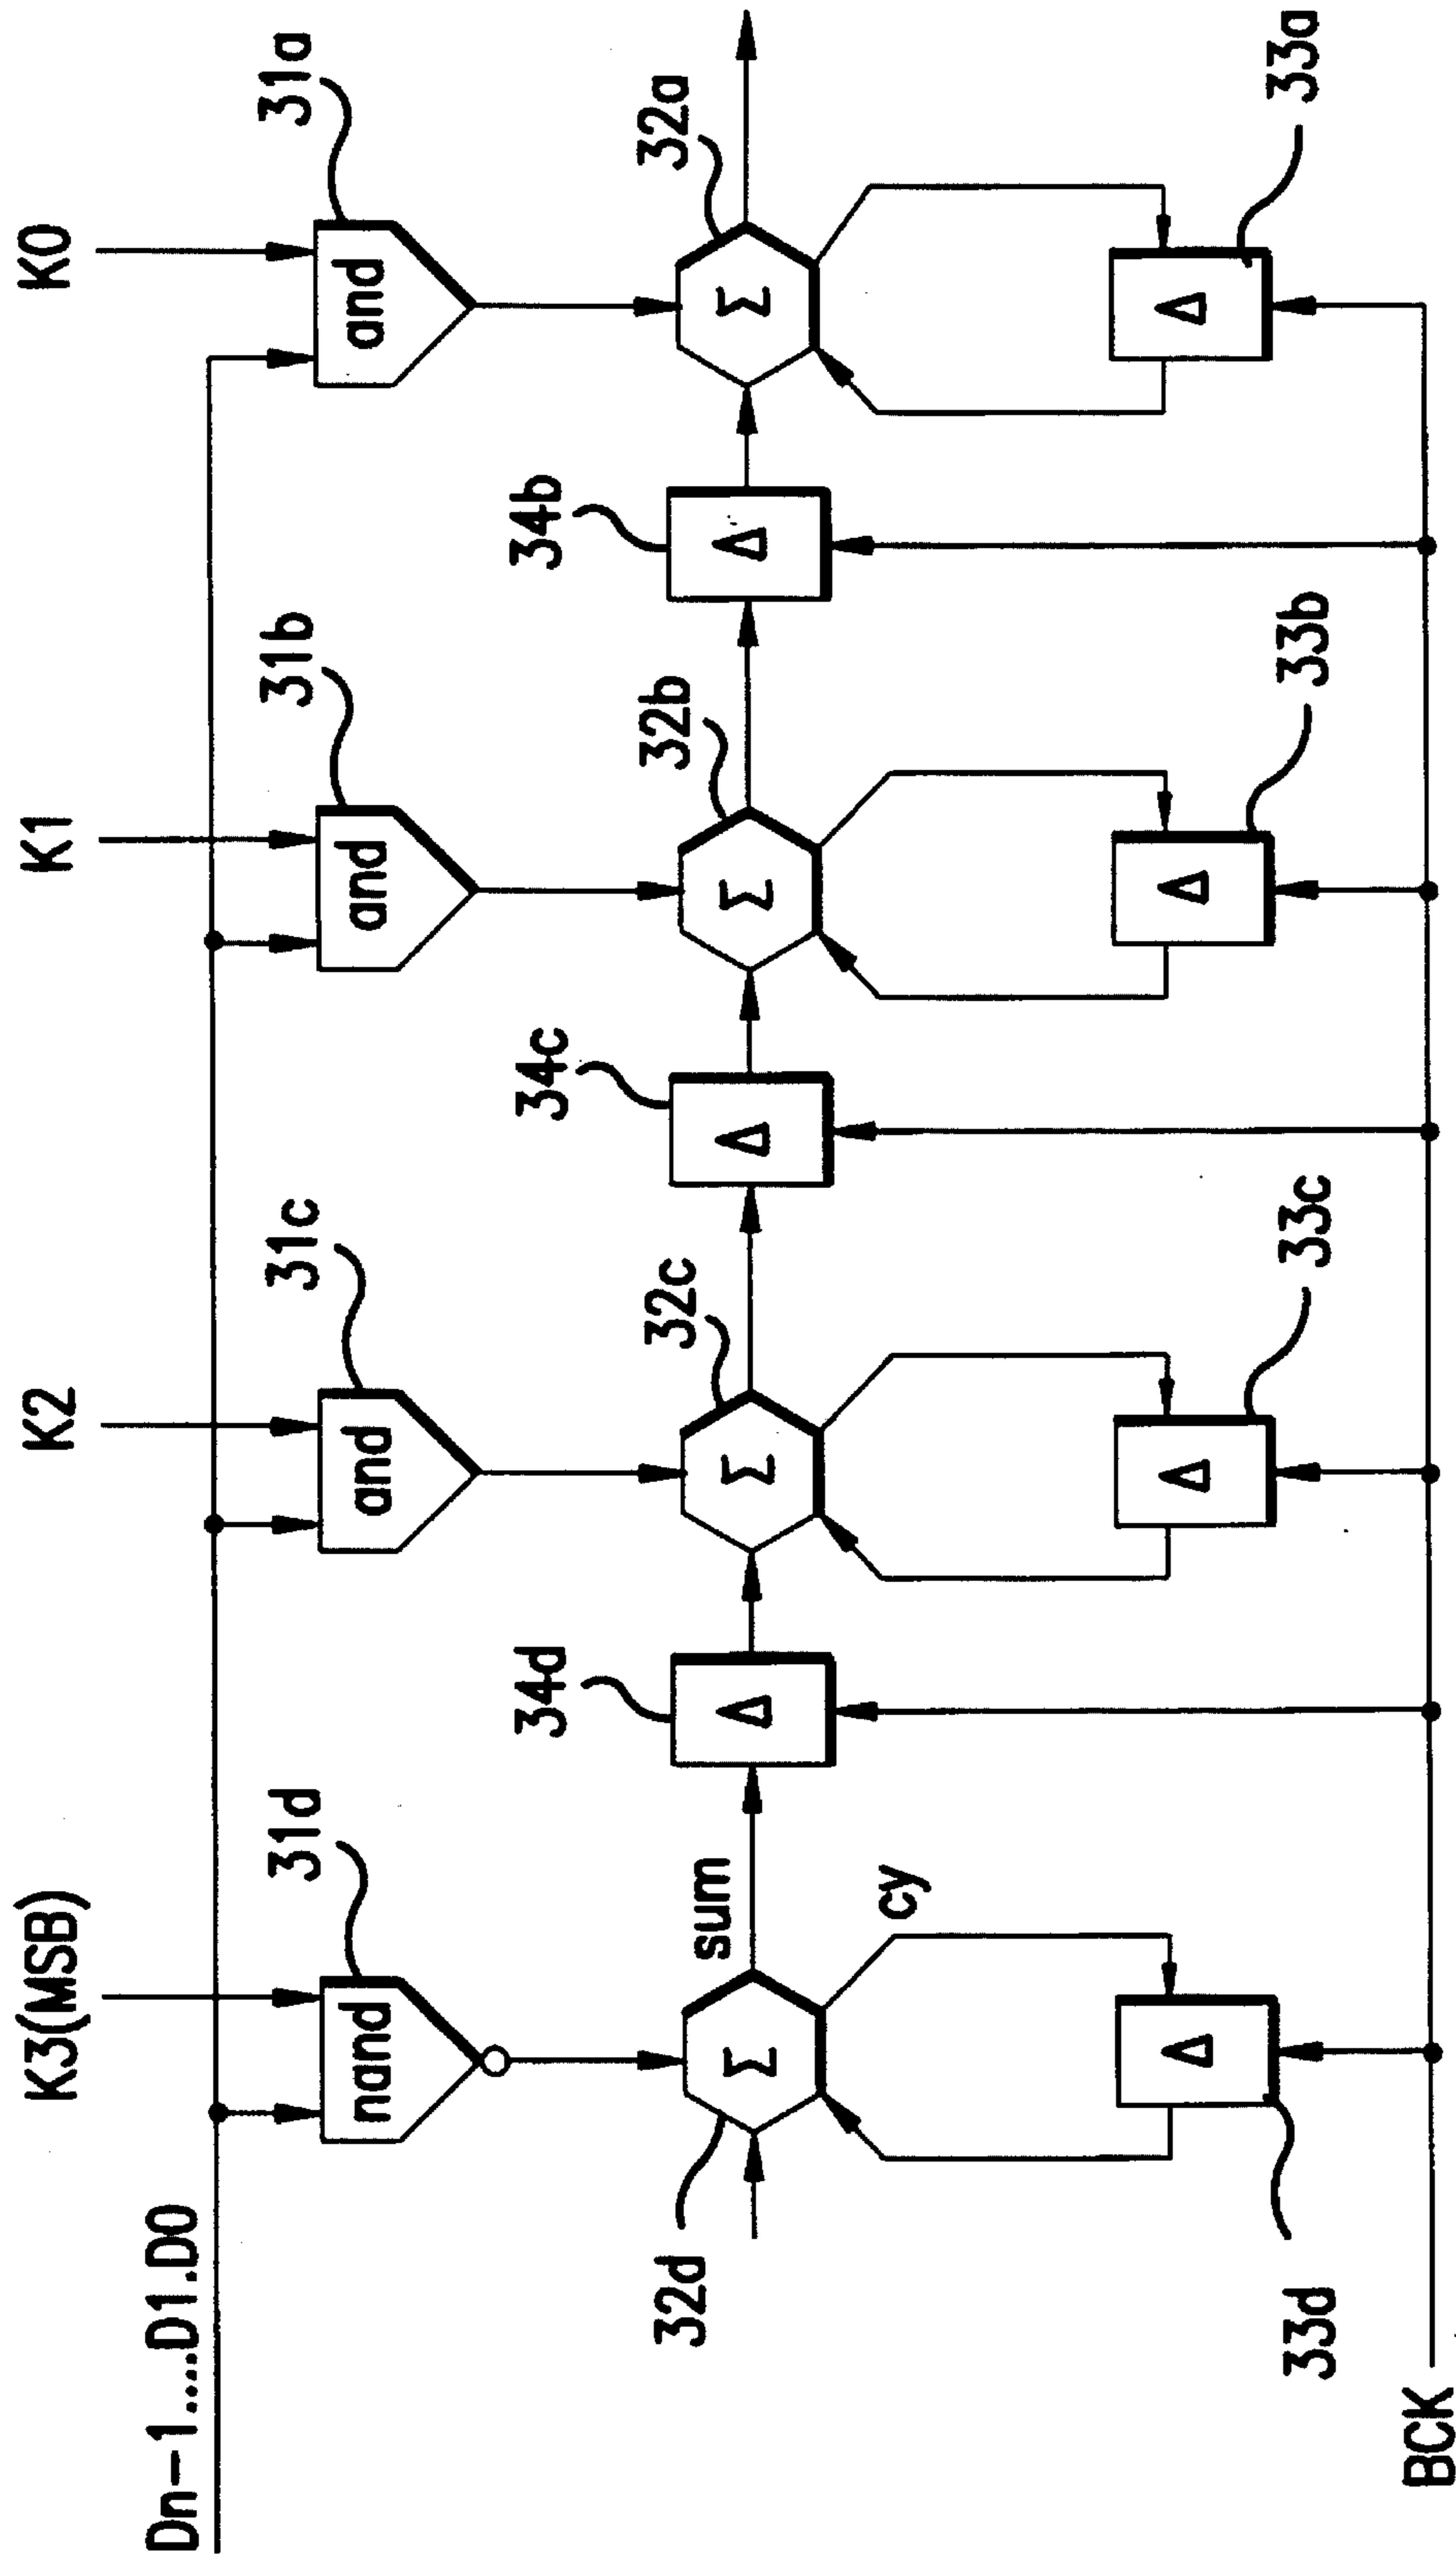 K3(MSB)
K2
K1
K0
Dn-1....D1.D0
31d
31c
31b
31a
nand
and
and
and
34d
34c
34b
32d
sum
32c
32b
32a
Σ
Δ
Σ
Δ
Σ
Δ
Σ
cy
33d
33c
33b
33a
Δ
Δ
Δ
Δ
BCK